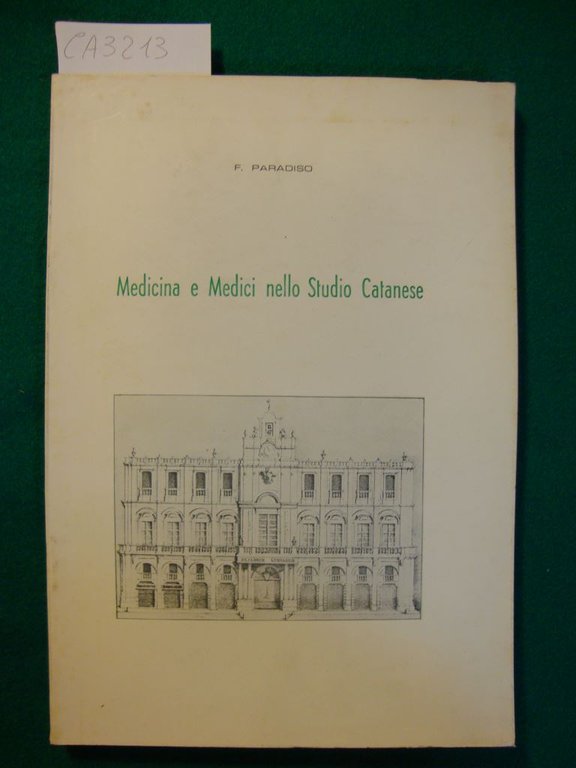 CA3213
F. PARADISO
Medicina e Medici nello Studio Catanese